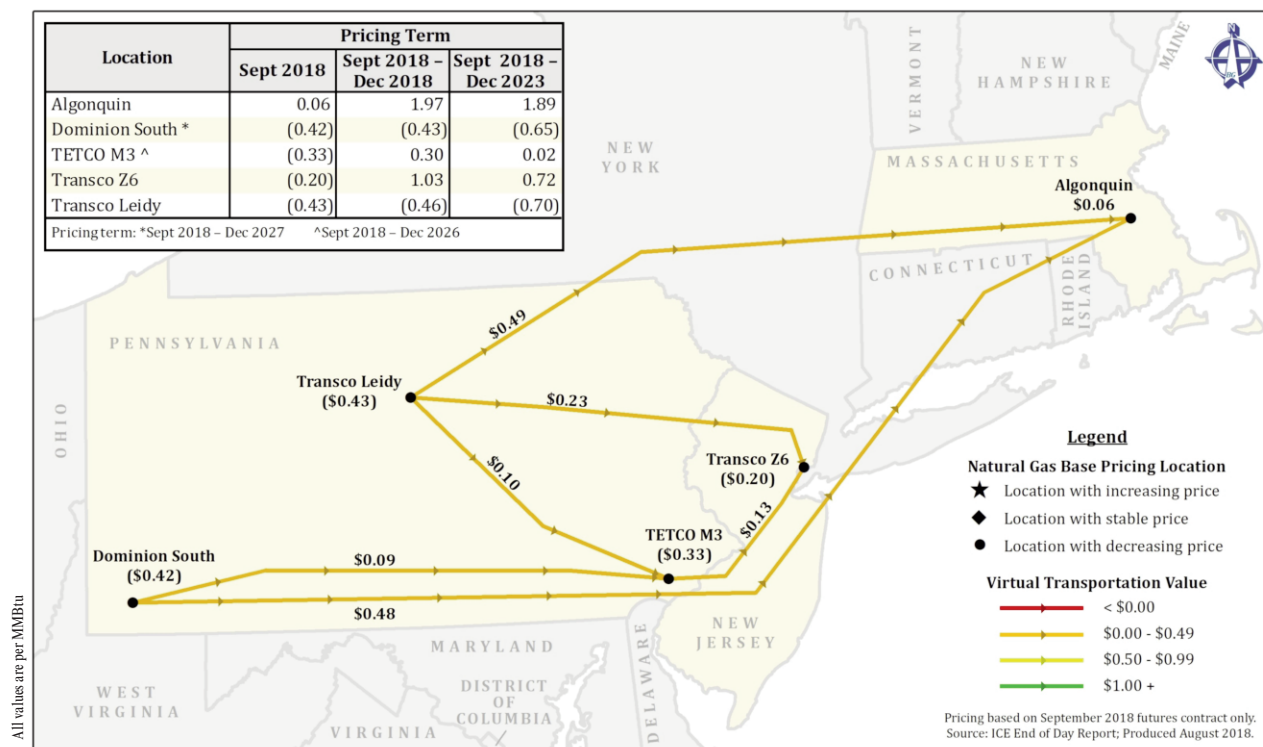 Location
Pricing Term
Sept 2018
Sept 2018 –
Dec 2018
Sept 2018 –
Dec 2023
Algonquin 0.06 1.97 1.89
Dominion South * (0.42) (0.43) (0.65)
TETCO M3 ^ (0.33) 0.30 0.02
Transco Z6 (0.20) 1.03 0.72
Transco Leidy (0.43) (0.46) (0.70)
Pricing term: *Sept 2018 – Dec 2027 ^Sept 2018 – Dec 2026
VERMONT
NEW
HAMPSHIRE
MAINE
NEW
YORK
MASSACHUSETTS
Algonquin
$0.06
CONNECTICUT
RHODE
ISLAND
PENNSYLVANIA
$0.49
Transco Leidy
($0.43)
$0.23
OHIO
Transco Z6
($0.20)
$0.10
$0.13
TETCO M3
($0.33)
Dominion South
($0.42)
$0.09
$0.48
NEW
JERSEY
MARYLAND
DELAWARE
DISTRICT
OF
COLUMBIA
WEST
VIRGINIA
VIRGINIA
Legend
Natural Gas Base Pricing Location
Location with increasing price
Location with stable price
Location with decreasing price
Virtual Transportation Value
< $0.00
$0.00 - $0.49
$0.50 - $0.99
$1.00 +
Pricing based on September 2018 futures contract only.
Source: ICE End of Day Report; Produced August 2018.
All values are per MMBtu